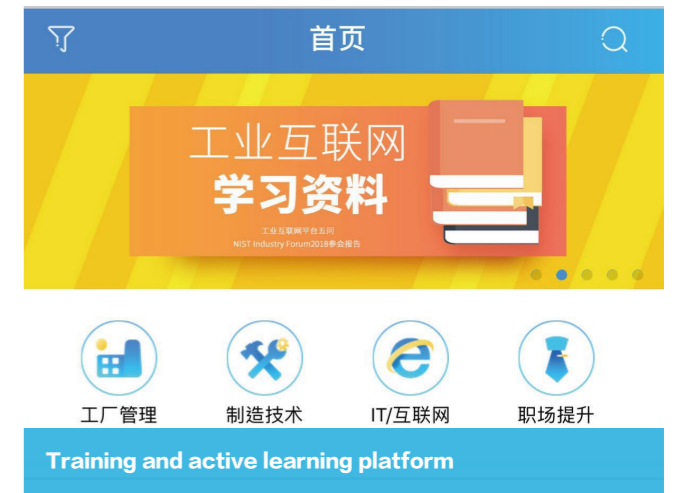 首页
工业互联网
学习资料
工业互联网平台五问
NIST Industry Forum2018参会报告
工厂管理
制造技术
IT/互联网
职场提升
Training and active learning platform